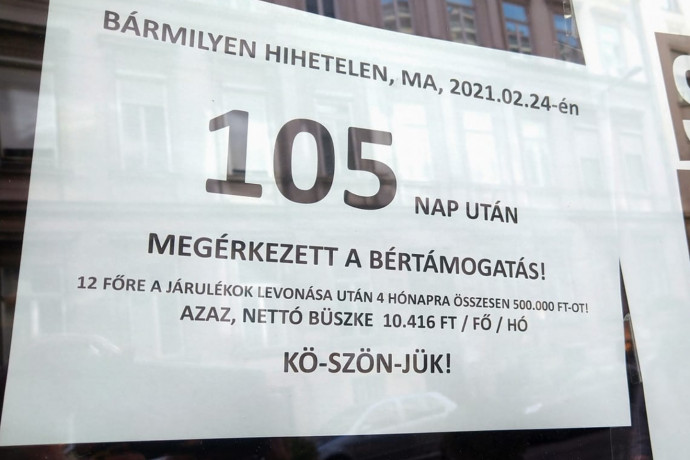 BÁRMILYEN HIHETELEN, MA, 2021.02.24-én
105 NAP UTÁN
MEGÉRKEZETT A BÉRTÁMOGATÁS!
12 FŐRE A JÁRULÉKOK LEVONÁSA UTÁN 4 HÓNAPRA ÖSSZESEN 500.000 FT-OT!
AZAZ, NETTÓ BÜSZKE 10.416 FT / FŐ / HÓ
KÖ-SZÖN-JÜK!